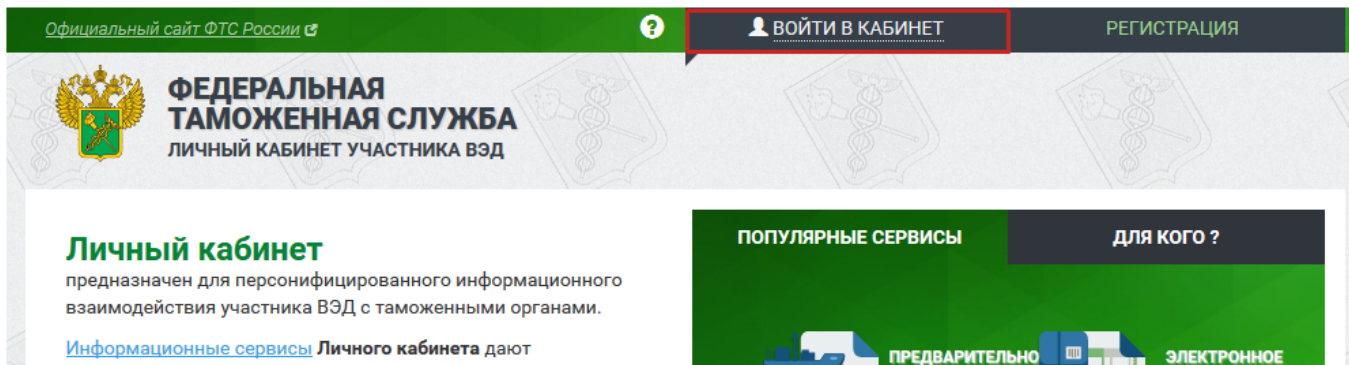 Официальный сайт ФТС России
?
ВОЙТИ В КАБИНЕТ
РЕГИСТРАЦИЯ
ФЕДЕРАЛЬНАЯ
ТАМОЖЕННАЯ СЛУЖБА
ЛИЧНЫЙ КАБИНЕТ УЧАСТНИКА ВЭД
Личный кабинет
предназначен для персонифицированного информационного
взаимодействия участника ВЭД с таможенными органами.
Информационные сервисы Личного кабинета дают
ПОПУЛЯРНЫЕ СЕРВИСЫ
ДЛЯ КОГО ?
ПРЕДВАРИТЕЛЬНО
ЭЛЕКТРОННОЕ